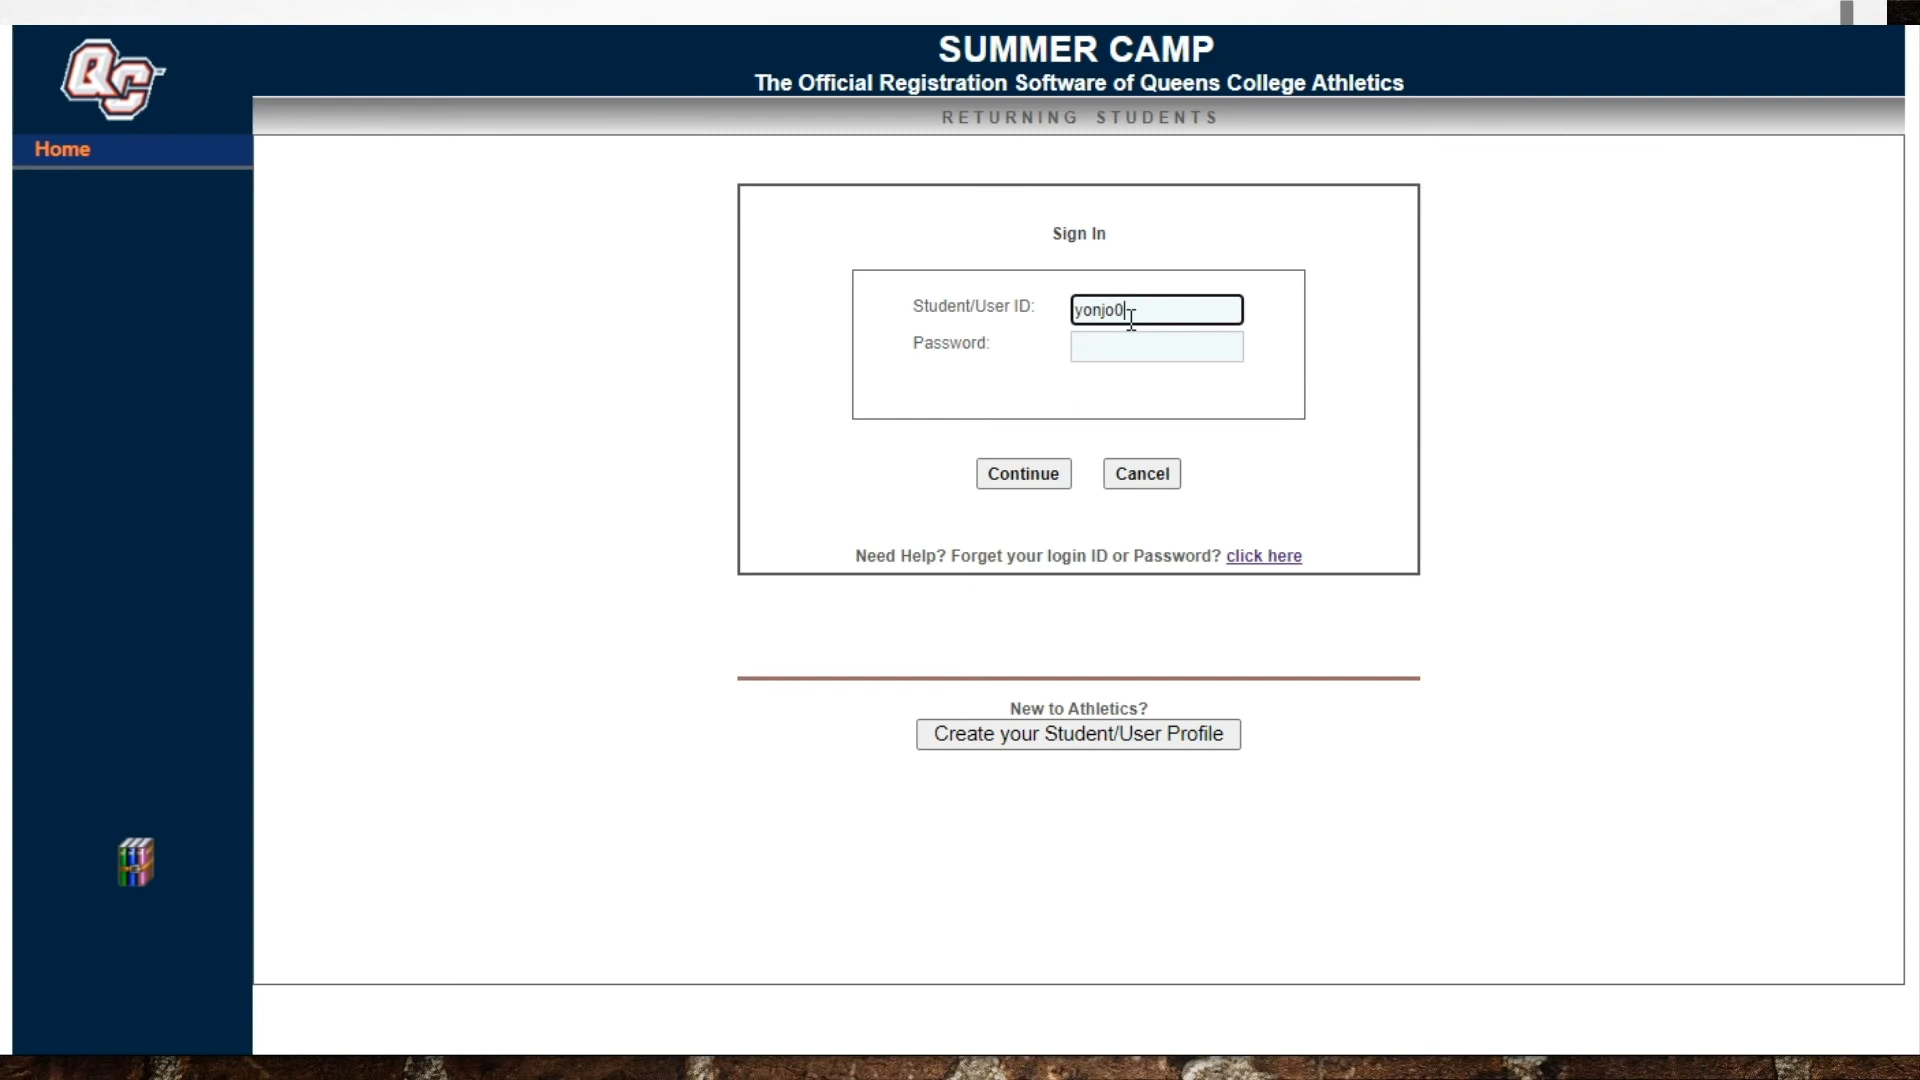 QC
SUMMER CAMP
The Official Registration Software of Queens College Athletics
RETURNING STUDENTS
Home
Sign In
Student/User ID: yonjo0
Password:
Continue Cancel
Need Help? Forget your login ID or Password? click here
New to Athletics?
Create your Student/User Profile